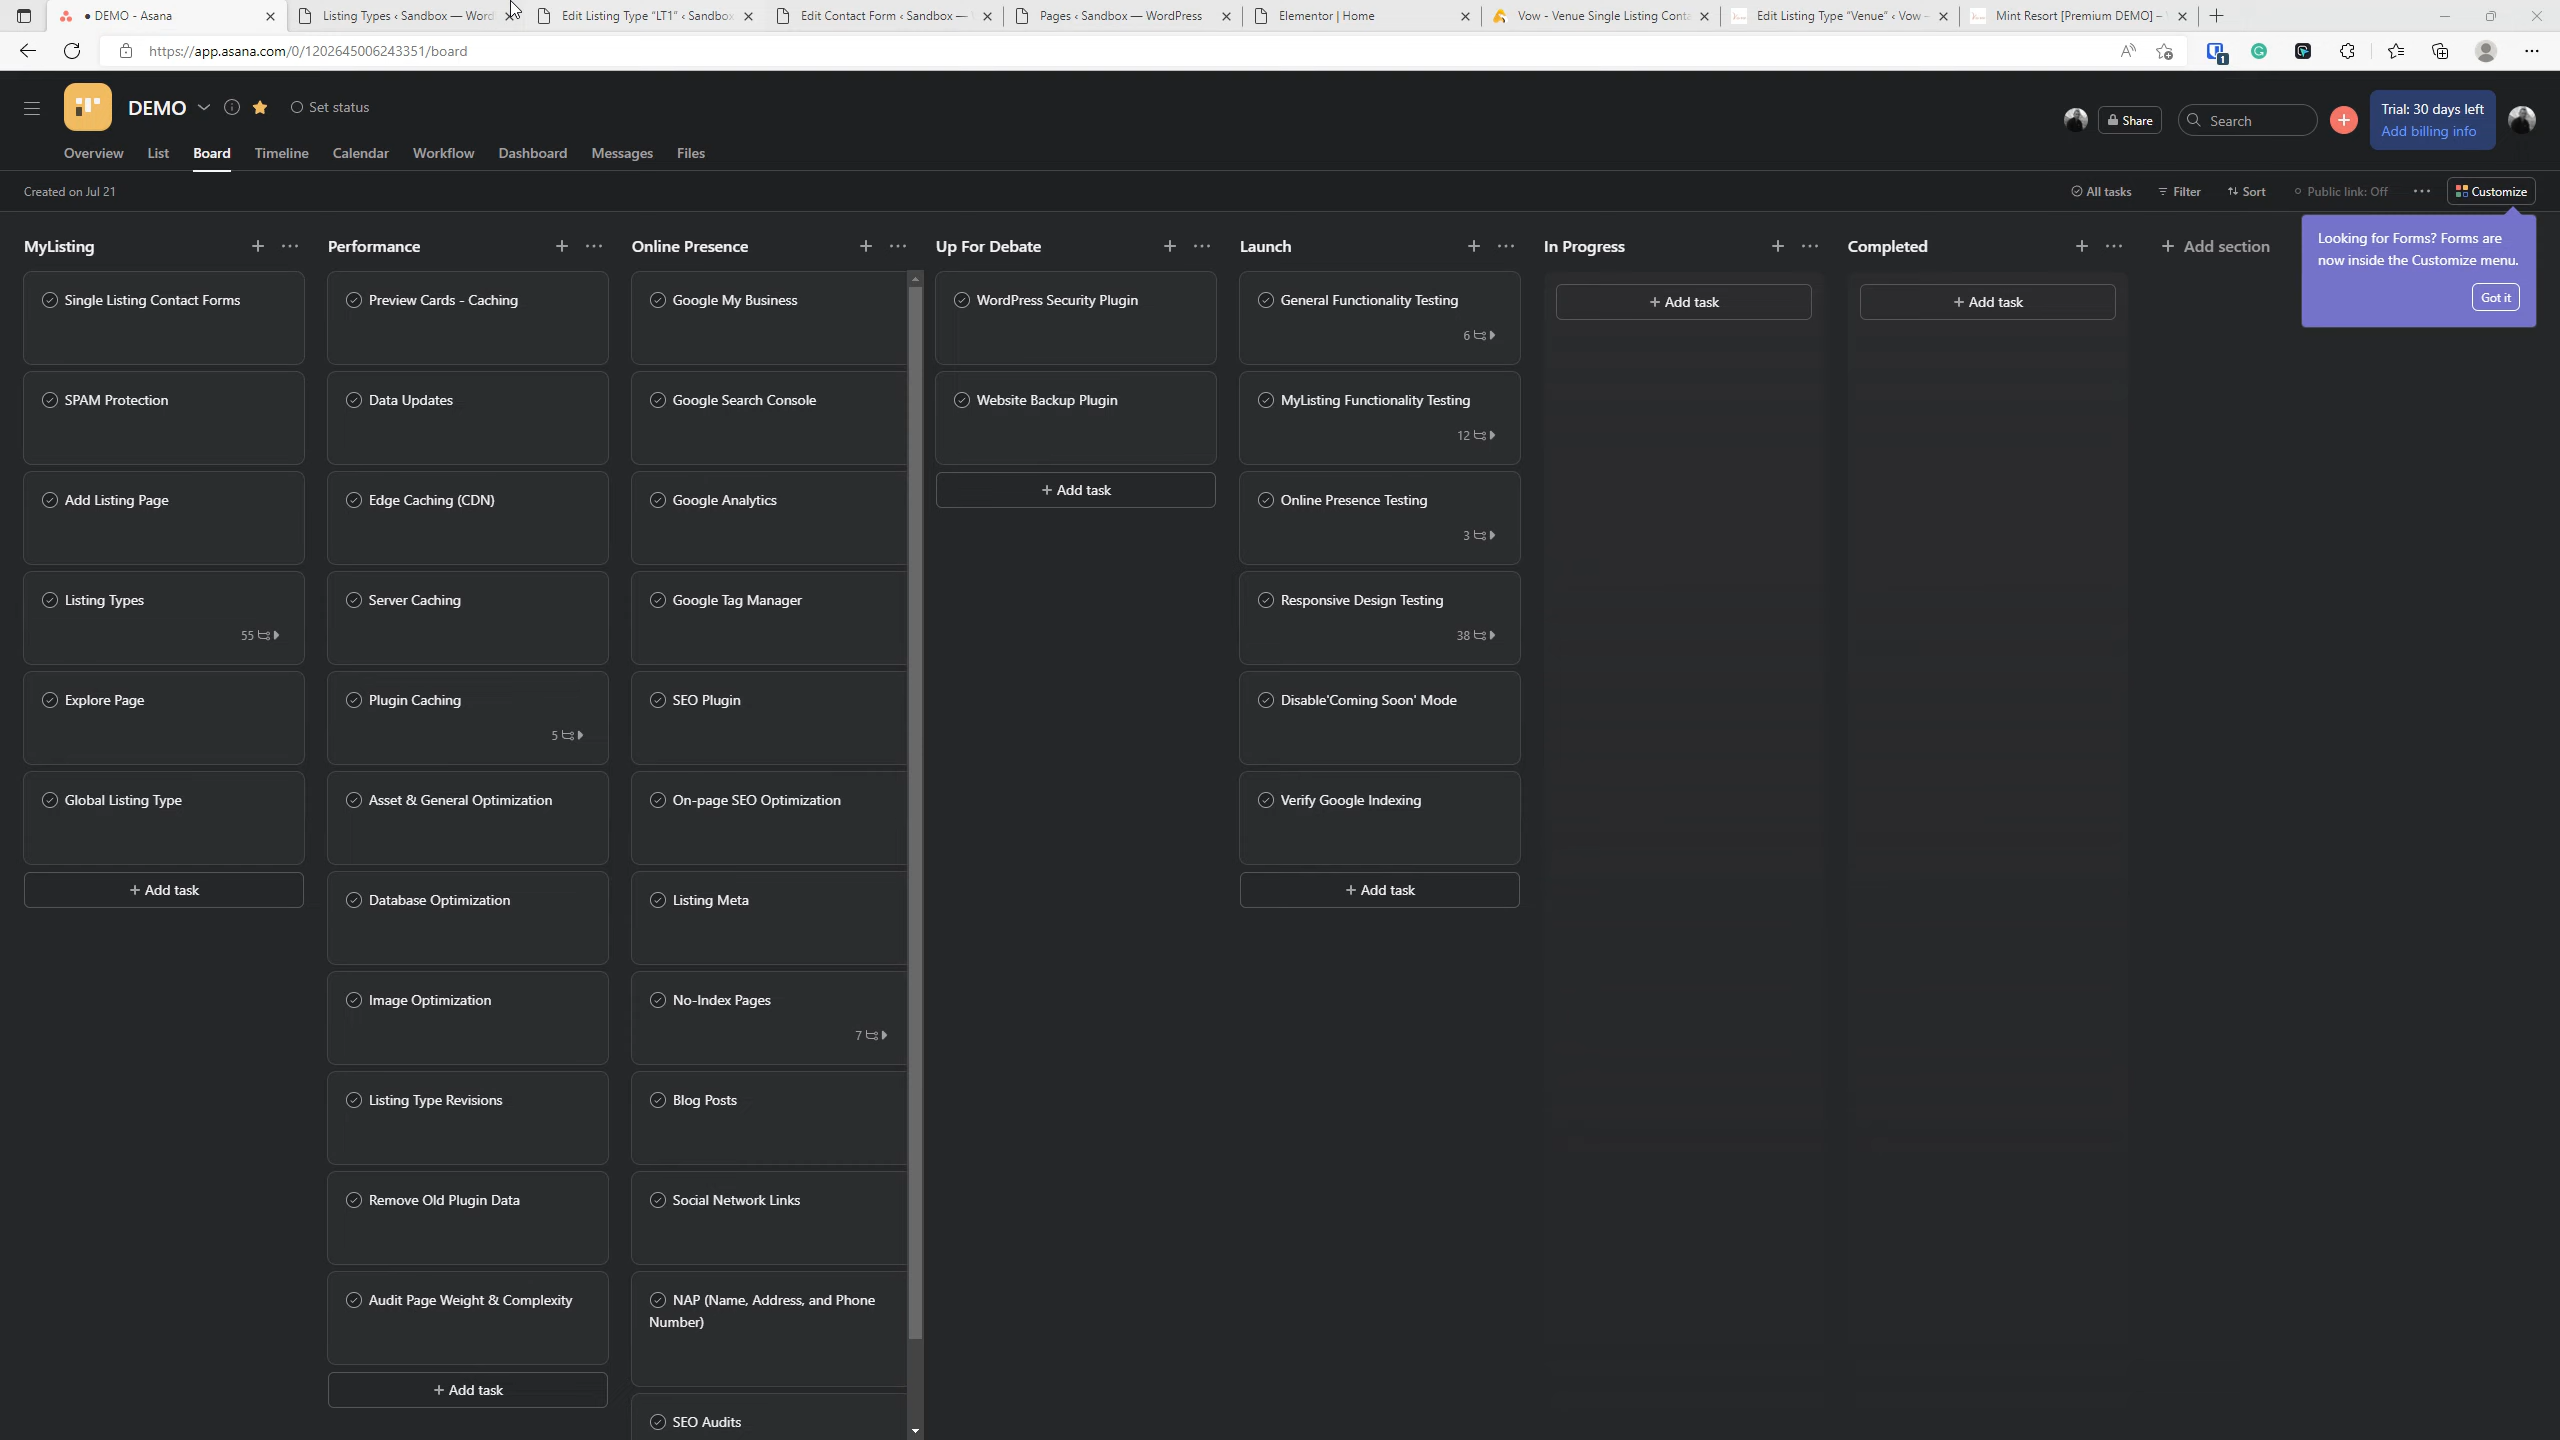 DEMO - Asana
Listing Types ‹ Sandbox — Word
Edit Listing Type “LT1” ‹ Sandbox
Edit Contact Form ‹ Sandbox —
Pages ‹ Sandbox — WordPress
Elementor | Home
Vow - Venue Single Listing Conta
Edit Listing Type “Venue” ‹ Vow –
Mint Resort [Premium DEMO] –
https://app.asana.com/0/1202645006243351/board
1
DEMO
Set status
Share
Search
Trial: 30 days left
Add billing info
Overview
List
Board
Timeline
Calendar
Workflow
Dashboard
Messages
Files
Created on Jul 21
All tasks
Filter
Sort
Public link: Off
Customize
Looking for Forms? Forms are
now inside the Customize menu.
Got it
MyListing
Single Listing Contact Forms
SPAM Protection
Add Listing Page
Listing Types
55
Explore Page
Global Listing Type
+ Add task
Performance
Preview Cards - Caching
Data Updates
Edge Caching (CDN)
Server Caching
Plugin Caching
5
Asset & General Optimization
Database Optimization
Image Optimization
Listing Type Revisions
Remove Old Plugin Data
Audit Page Weight & Complexity
+ Add task
Online Presence
Google My Business
Google Search Console
Google Analytics
Google Tag Manager
SEO Plugin
On-page SEO Optimization
Listing Meta
No-Index Pages
7
Blog Posts
Social Network Links
NAP (Name, Address, and Phone
Number)
SEO Audits
Up For Debate
WordPress Security Plugin
Website Backup Plugin
+ Add task
Launch
General Functionality Testing
6
MyListing Functionality Testing
12
Online Presence Testing
3
Responsive Design Testing
38
Disable'Coming Soon' Mode
Verify Google Indexing
+ Add task
In Progress
+ Add task
Completed
+ Add task
+ Add section